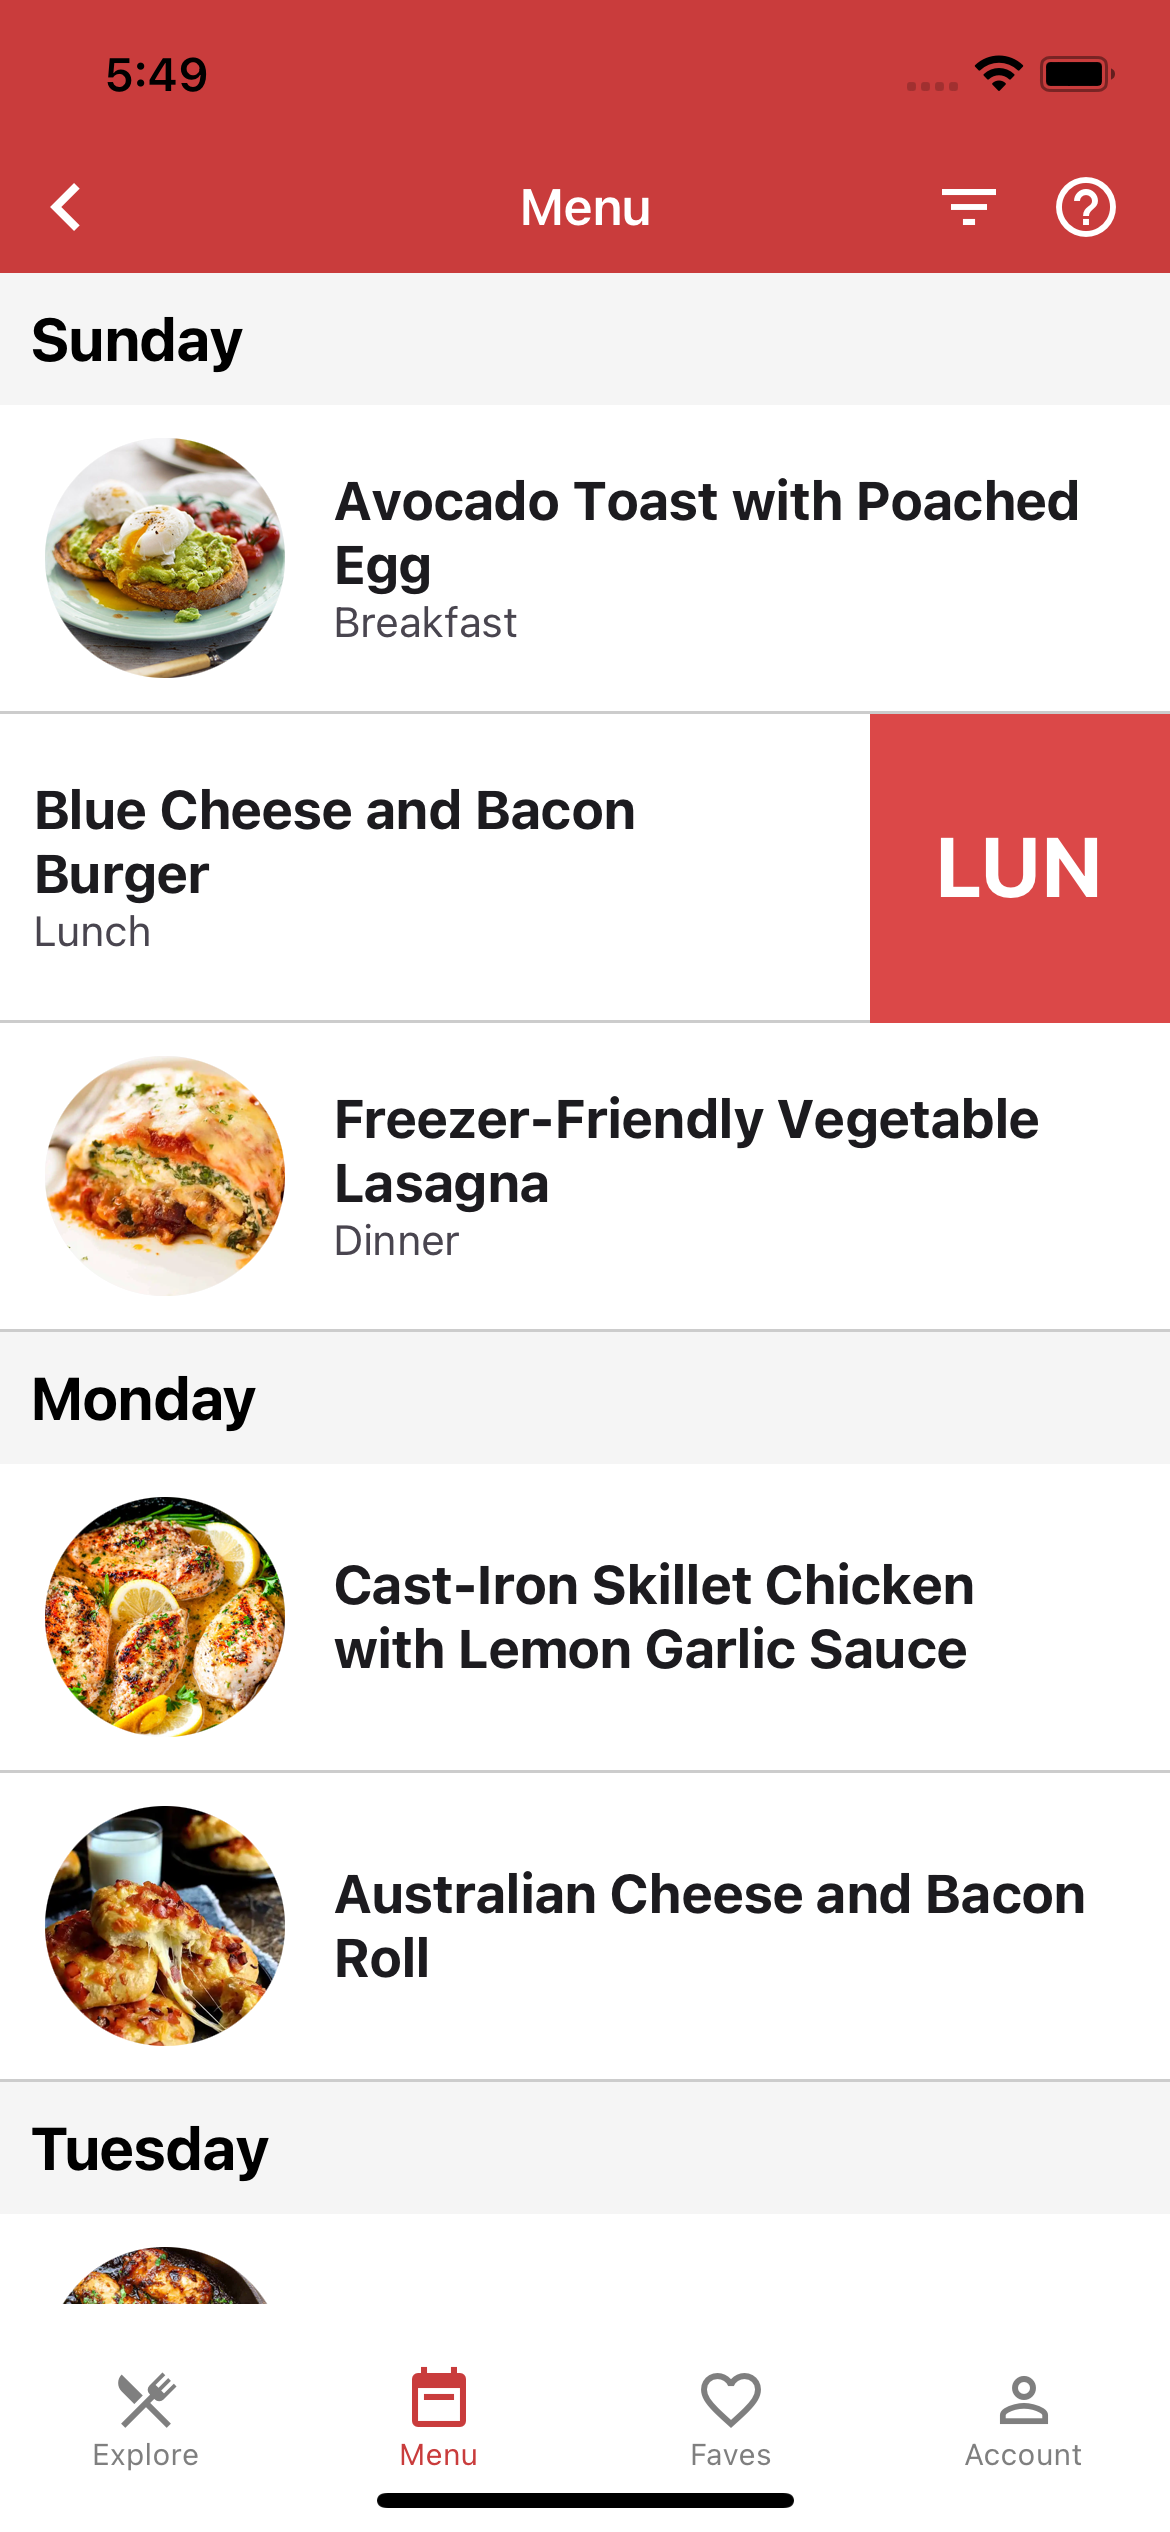 5:49
Menu
Sunday
Avocado Toast with Poached
Egg
Breakfast
Blue Cheese and Bacon
Burger
Lunch
LUN
Freezer-Friendly Vegetable
Lasagna
Dinner
Monday
Cast-Iron Skillet Chicken
with Lemon Garlic Sauce
Australian Cheese and Bacon
Roll
Tuesday
Explore
Menu
Faves
Account